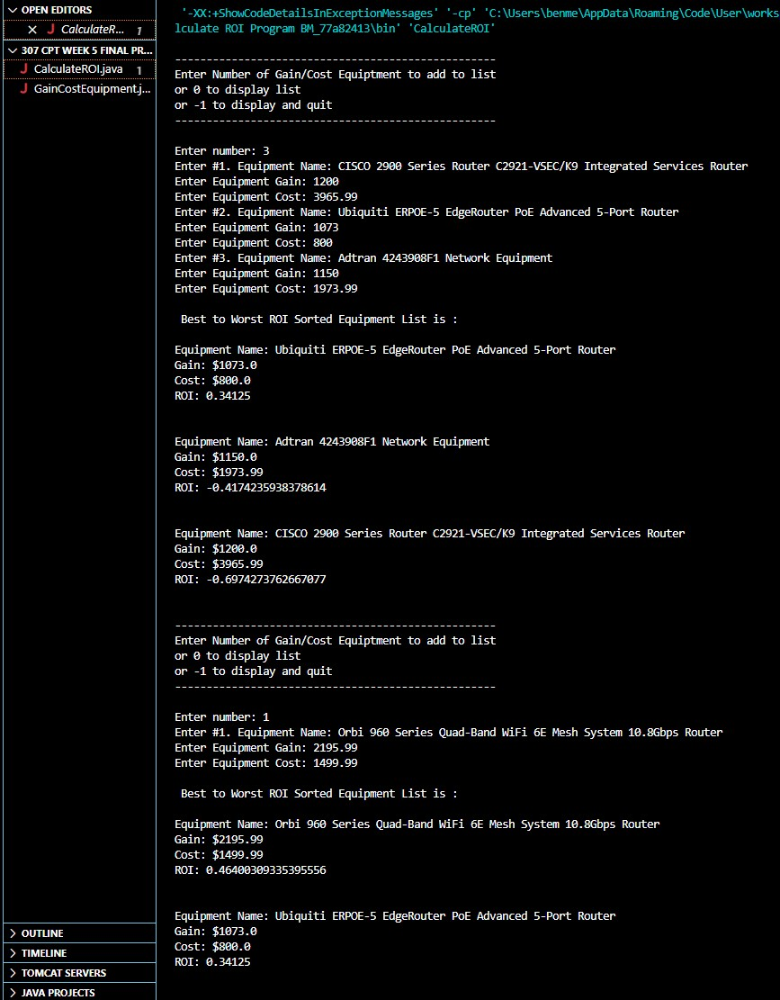 OPEN EDITORS
CalculateR... 1
307 CPT WEEK 5 FINAL PR...
J CalculateROI.java 1
J GainCostEquipment.j...
OUTLINE
TIMELINE
TOMCAT SERVERS
JAVA PROJECTS
'-XX:+ShowCodeDetailsInExceptionMessages' '-cp' 'C:\Users\benme\AppData\Roaming\Code\User\works
lculate ROI Program BM_77a82413\bin' 'CalculateROI'
---------------------------------------------------
Enter Number of Gain/Cost Equiptment to add to list
or 0 to display list
or -1 to display and quit
---------------------------------------------------
Enter number: 3
Enter #1. Equipment Name: CISCO 2900 Series Router C2921-VSEC/K9 Integrated Services Router
Enter Equipment Gain: 1200
Enter Equipment Cost: 3965.99
Enter #2. Equipment Name: Ubiquiti ERPOE-5 EdgeRouter PoE Advanced 5-Port Router
Enter Equipment Gain: 1073
Enter Equipment Cost: 800
Enter #3. Equipment Name: Adtran 4243908F1 Network Equipment
Enter Equipment Gain: 1150
Enter Equipment Cost: 1973.99
Best to Worst ROI Sorted Equipment List is :
Equipment Name: Ubiquiti ERPOE-5 EdgeRouter PoE Advanced 5-Port Router
Gain: $1073.0
Cost: $800.0
ROI: 0.34125
Equipment Name: Adtran 4243908F1 Network Equipment
Gain: $1150.0
Cost: $1973.99
ROI: -0.4174235938378614
Equipment Name: CISCO 2900 Series Router C2921-VSEC/K9 Integrated Services Router
Gain: $1200.0
Cost: $3965.99
ROI: -0.6974273762667077
---------------------------------------------------
Enter Number of Gain/Cost Equiptment to add to list
or 0 to display list
or -1 to display and quit
---------------------------------------------------
Enter number: 1
Enter #1. Equipment Name: Orbi 960 Series Quad-Band WiFi 6E Mesh System 10.8Gbps Router
Enter Equipment Gain: 2195.99
Enter Equipment Cost: 1499.99
Best to Worst ROI Sorted Equipment List is :
Equipment Name: Orbi 960 Series Quad-Band WiFi 6E Mesh System 10.8Gbps Router
Gain: $2195.99
Cost: $1499.99
ROI: 0.46400309335395556
Equipment Name: Ubiquiti ERPOE-5 EdgeRouter PoE Advanced 5-Port Router
Gain: $1073.0
Cost: $800.0
ROI: 0.34125